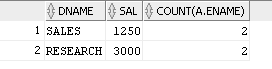 DNAME SAL COUNT(A.ENAME)
1 SALES 1250 2
2 RESEARCH 3000 2